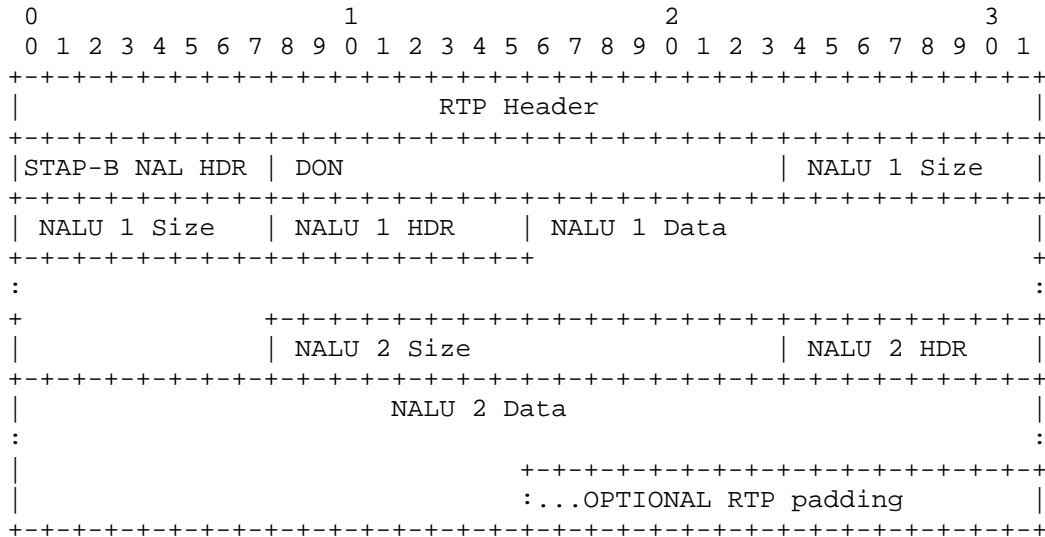 0                   1                   2                   3
 0 1 2 3 4 5 6 7 8 9 0 1 2 3 4 5 6 7 8 9 0 1 2 3 4 5 6 7 8 9 0 1
+-+-+-+-+-+-+-+-+-+-+-+-+-+-+-+-+-+-+-+-+-+-+-+-+-+-+-+-+-+-+-+-+
|                          RTP Header                           |
+-+-+-+-+-+-+-+-+-+-+-+-+-+-+-+-+-+-+-+-+-+-+-+-+-+-+-+-+-+-+-+-+
|STAP-B NAL HDR | DON                           | NALU 1 Size   |
+-+-+-+-+-+-+-+-+-+-+-+-+-+-+-+-+-+-+-+-+-+-+-+-+-+-+-+-+-+-+-+-+
| NALU 1 Size   | NALU 1 HDR    | NALU 1 Data                   |
+-+-+-+-+-+-+-+-+-+-+-+-+-+-+-+-+                               +
:                                                               :
+               +-+-+-+-+-+-+-+-+-+-+-+-+-+-+-+-+-+-+-+-+-+-+-+-+
|               | NALU 2 Size                   | NALU 2 HDR    |
+-+-+-+-+-+-+-+-+-+-+-+-+-+-+-+-+-+-+-+-+-+-+-+-+-+-+-+-+-+-+-+-+
|                       NALU 2 Data                             |
:                                                               :
|                               +-+-+-+-+-+-+-+-+-+-+-+-+-+-+-+-+
|                               :...OPTIONAL RTP padding        |
+-+-+-+-+-+-+-+-+-+-+-+-+-+-+-+-+-+-+-+-+-+-+-+-+-+-+-+-+-+-+-+-+